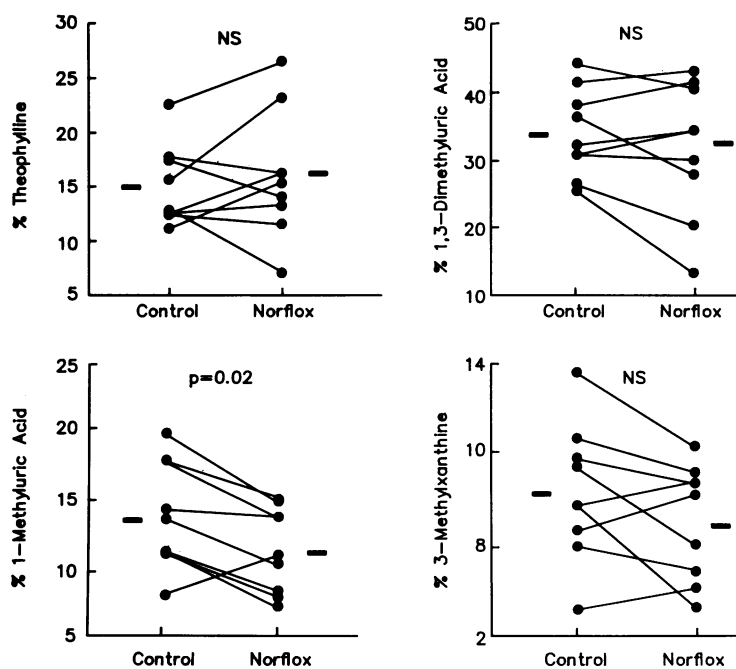 30
25
20
15
10
5
% Theophylline
NS
Control Norflox
50
40
30
20
10
% 1,3-Dimethyluric Acid
NS
Control Norflox
25
20
15
10
5
% 1-Methyluric Acid
p=0.02
Control Norflox
14
10
8
2
% 3-Methylxanthine
NS
Control Norflox